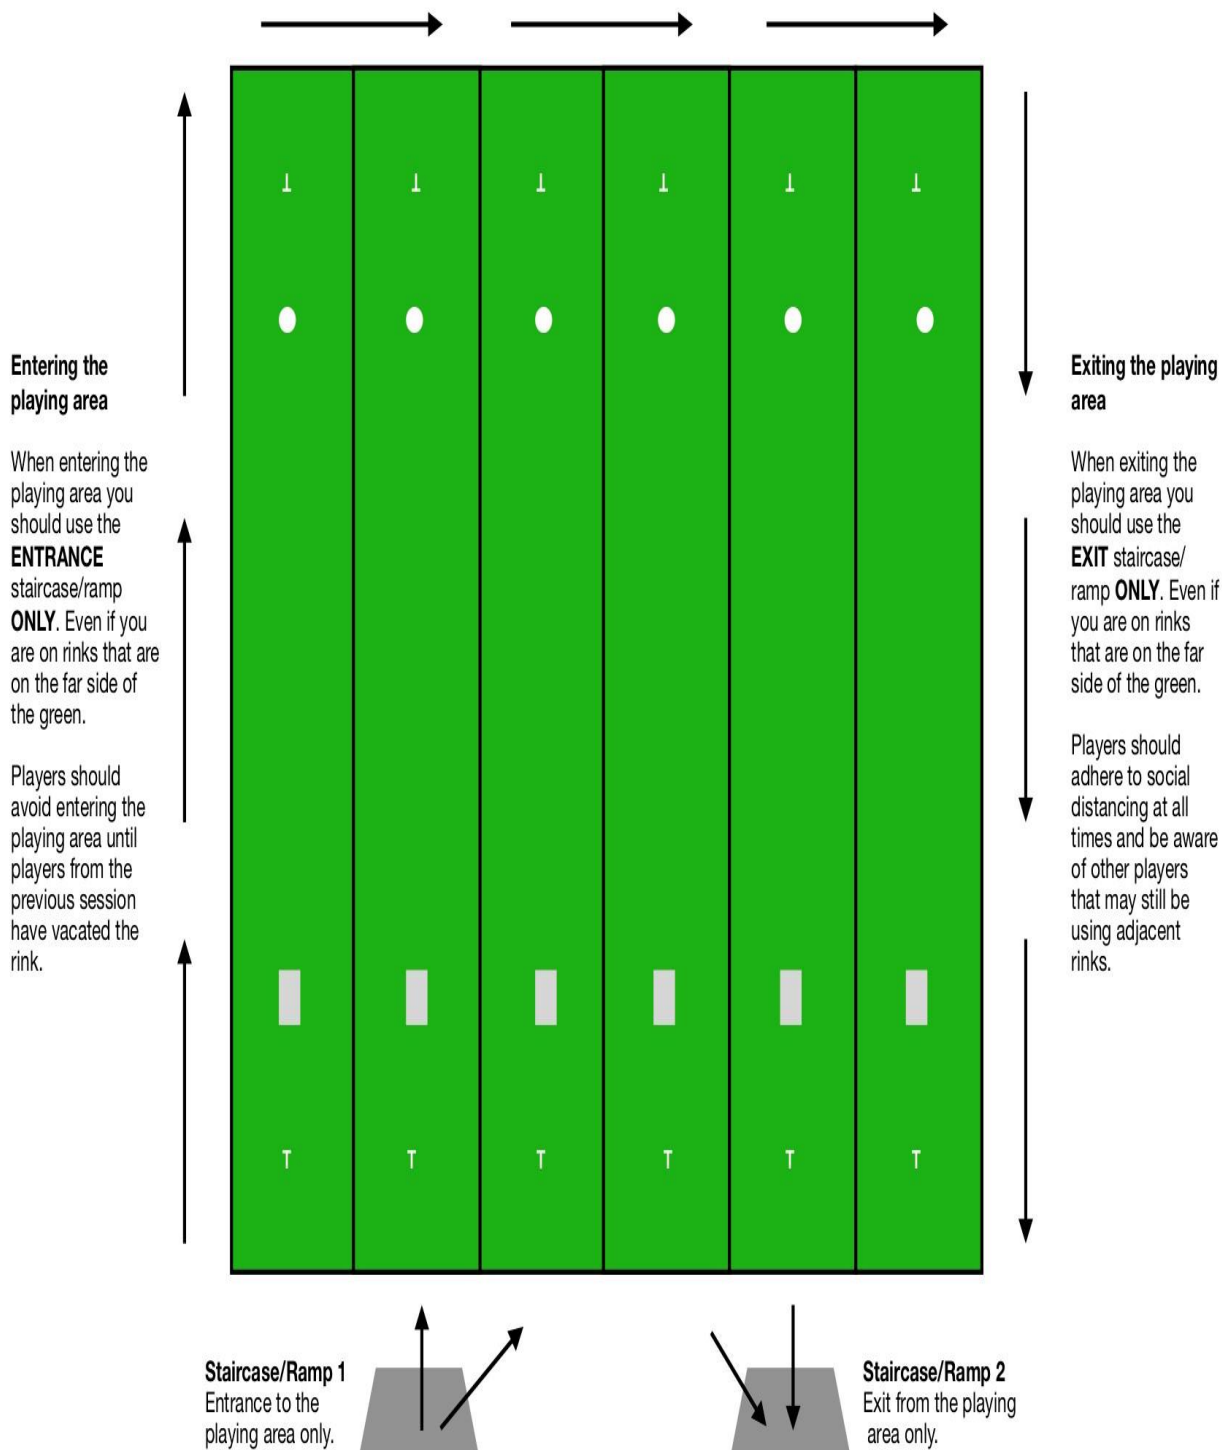 ⊥ ⊥ ⊥ ⊥ ⊥ ⊥
Entering the
playing area
When entering the
playing area you
should use the
ENTRANCE
staircase/ramp
ONLY. Even if you
are on rinks that are
on the far side of
the green.
Players should
avoid entering the
playing area until
players from the
previous session
have vacated the
rink.
Exiting the playing
area
When exiting the
playing area you
should use the
EXIT staircase/
ramp ONLY. Even if
you are on rinks
that are on the far
side of the green.
Players should
adhere to social
distancing at all
times and be aware
of other players
that may still be
using adjacent
rinks.
T T T T T T
Staircase/Ramp 1
Entrance to the
playing area only.
Staircase/Ramp 2
Exit from the playing
area only.